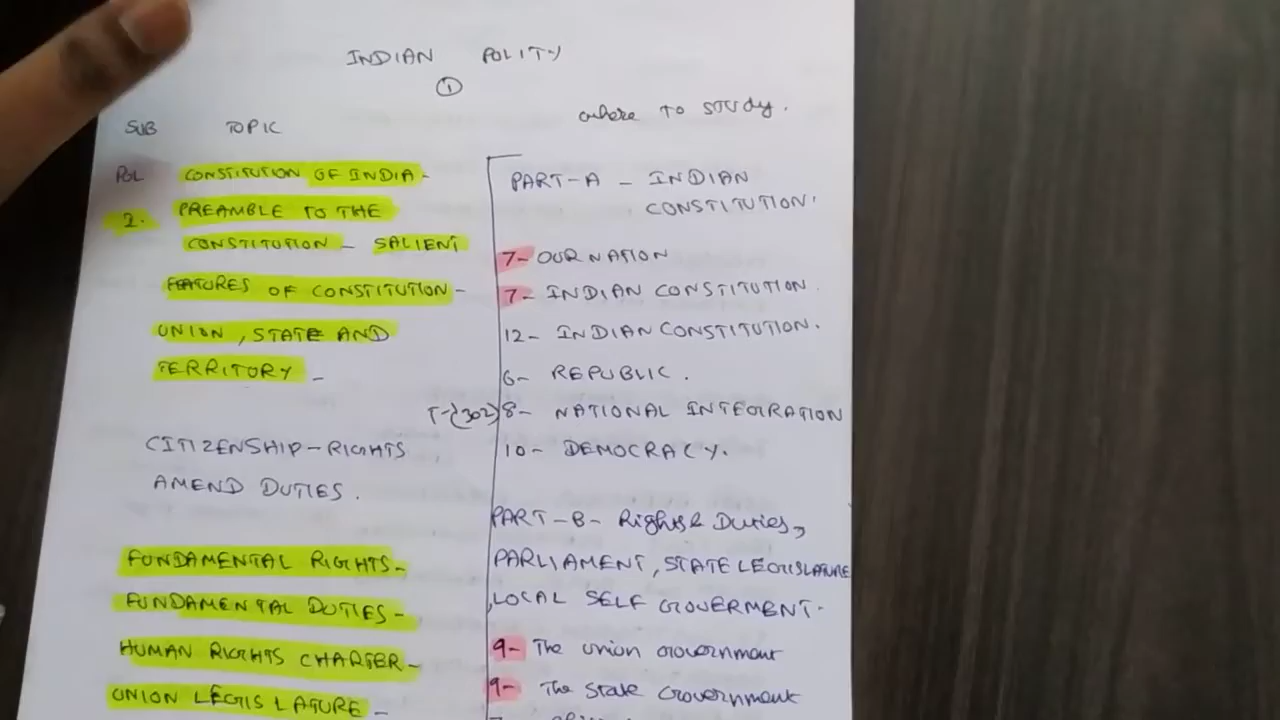 INDIAN POLITY
1
where TO STUDY.
SUB TOPIC
POL CONSTITUTION OF INDIA-
2. PREAMBLE TO THE
CONSTITUTION - SALIENT
FEATURES OF CONSTITUTION -
UNION, STATE AND
TERRITORY -
CITIZENSHIP-RIGHTS
AMEND DUTIES.
FUNDAMENTAL RIGHTS-
FUNDAMENTAL DUTIES-
HUMAN RIGHTS CHARTER-
UNION LEGISLATURE -
PART-A - INDIAN
CONSTITUTION.
7- OUR NATION
7- INDIAN CONSTITUTION
12- INDIAN CONSTITUTION.
6- REPUBLIC.
T-(302) 8- NATIONAL INTEGRATION
10- DEMOCRACY.
PART-B- Rights & Duties,
PARLIAMENT, STATE LEGISLATURE
, LOCAL SELF GOVERMENT.
9- The union Government
9- The State Government